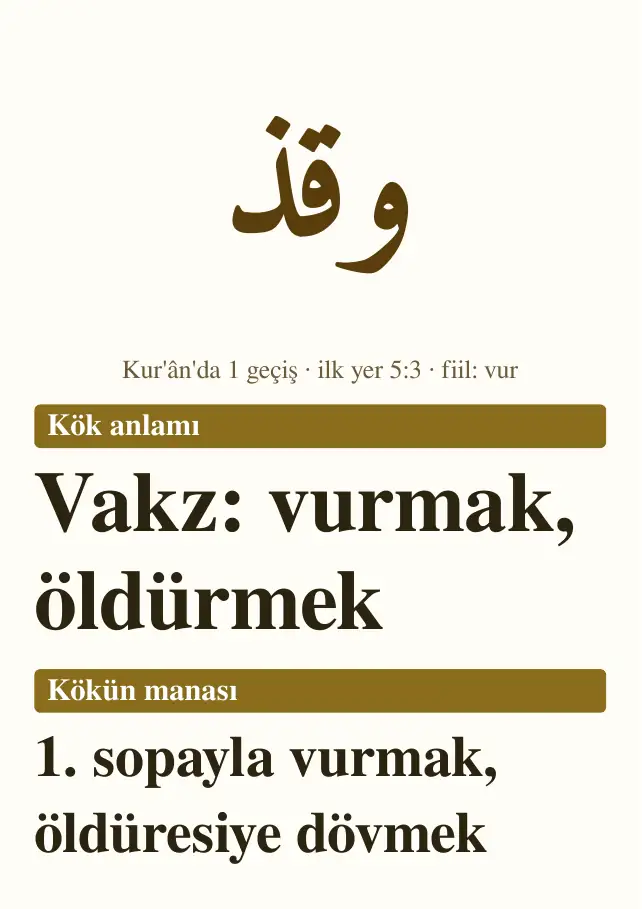 و قذ
Kur'ân'da 1 geçiş · ilk yer 5:3 · fiil: vur
Kök anlamı
Vakz: vurmak,
öldürmek
Kökün manası
1. sopayla vurmak,
öldüresiye dövmek